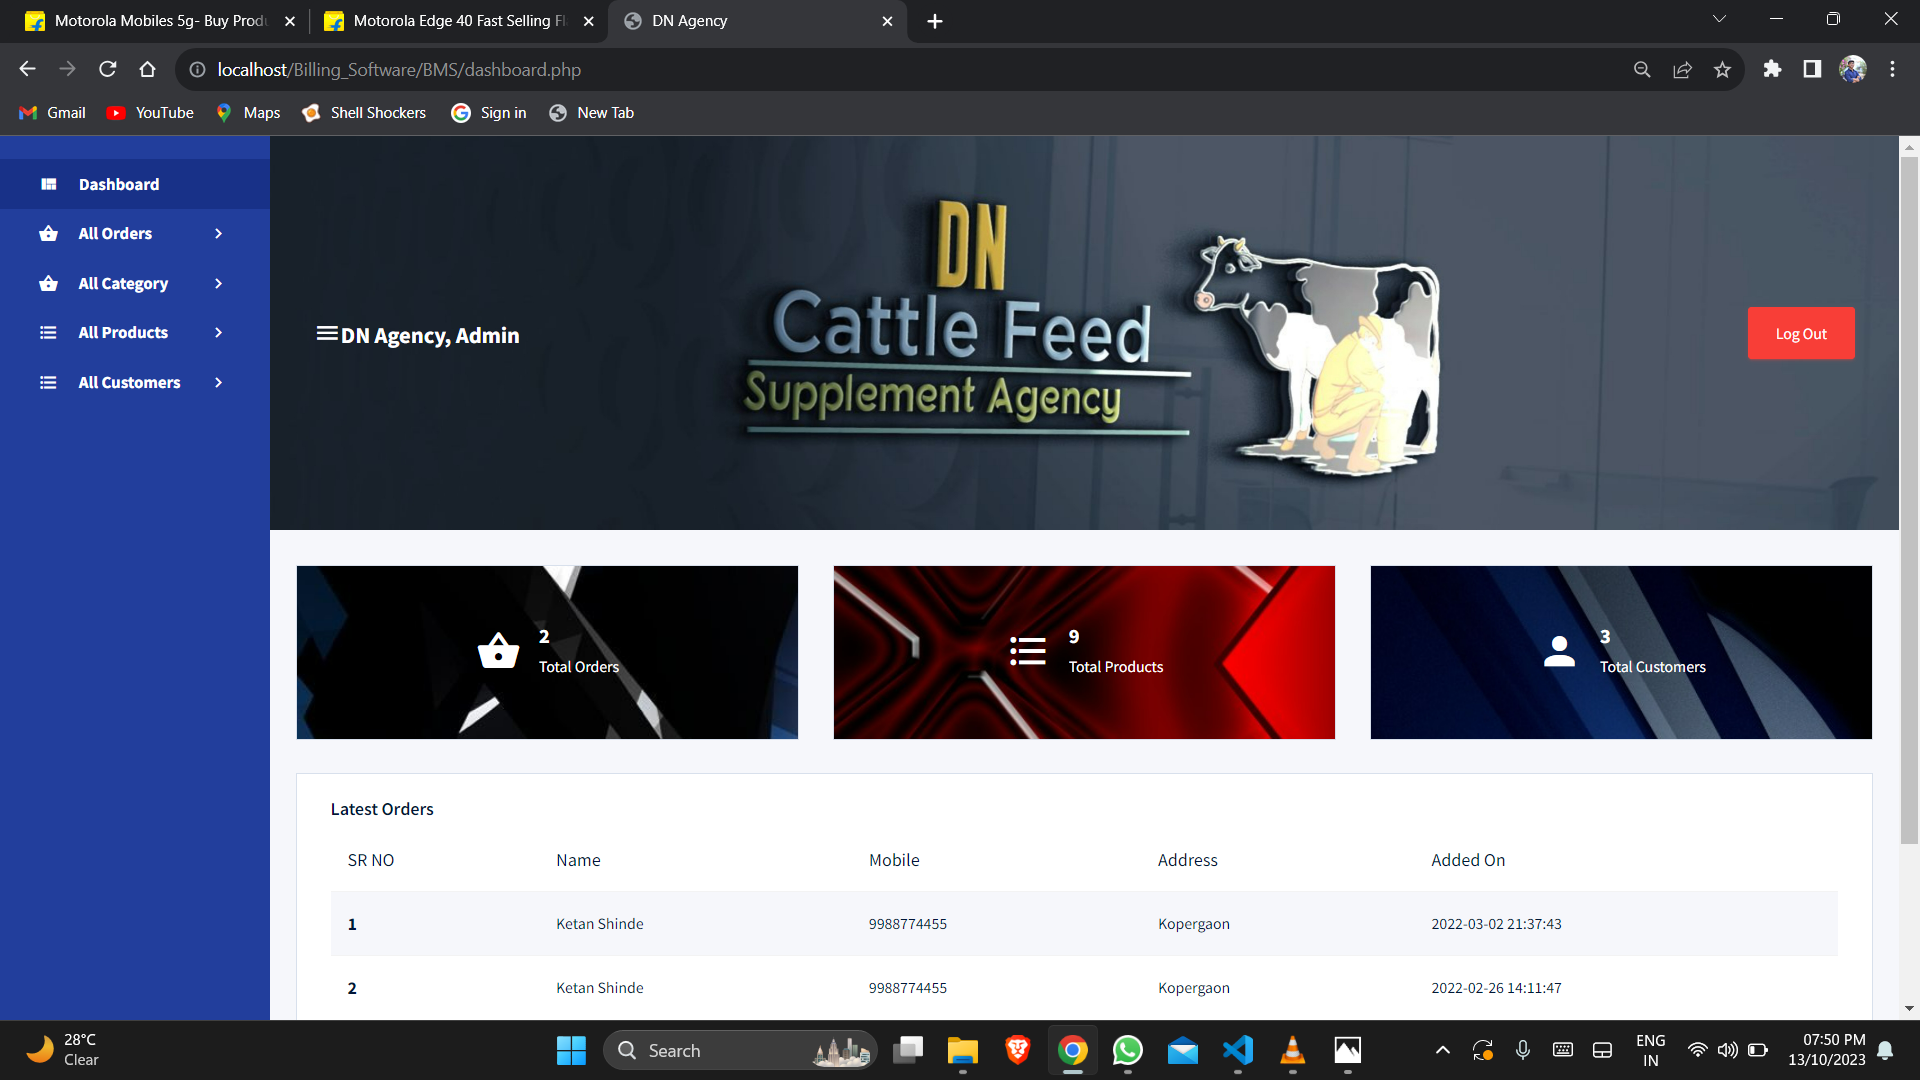 Motorola Mobiles 5g- Buy Produ
Motorola Edge 40 Fast Selling Fl
DN Agency
localhost/Billing_Software/BMS/dashboard.php
Gmail
YouTube
Maps
Shell Shockers
Sign in
New Tab
Dashboard
All Orders
All Category
All Products
All Customers
DN Agency, Admin
DN
Cattle Feed
Supplement Agency
Log Out
2
Total Orders
9
Total Products
3
Total Customers
Latest Orders
SR NO Name Mobile Address Added On
1 Ketan Shinde 9988774455 Kopergaon 2022-03-02 21:37:43
2 Ketan Shinde 9988774455 Kopergaon 2022-02-26 14:11:47
28°C
Clear
Search
ENG
IN
07:50 PM
13/10/2023